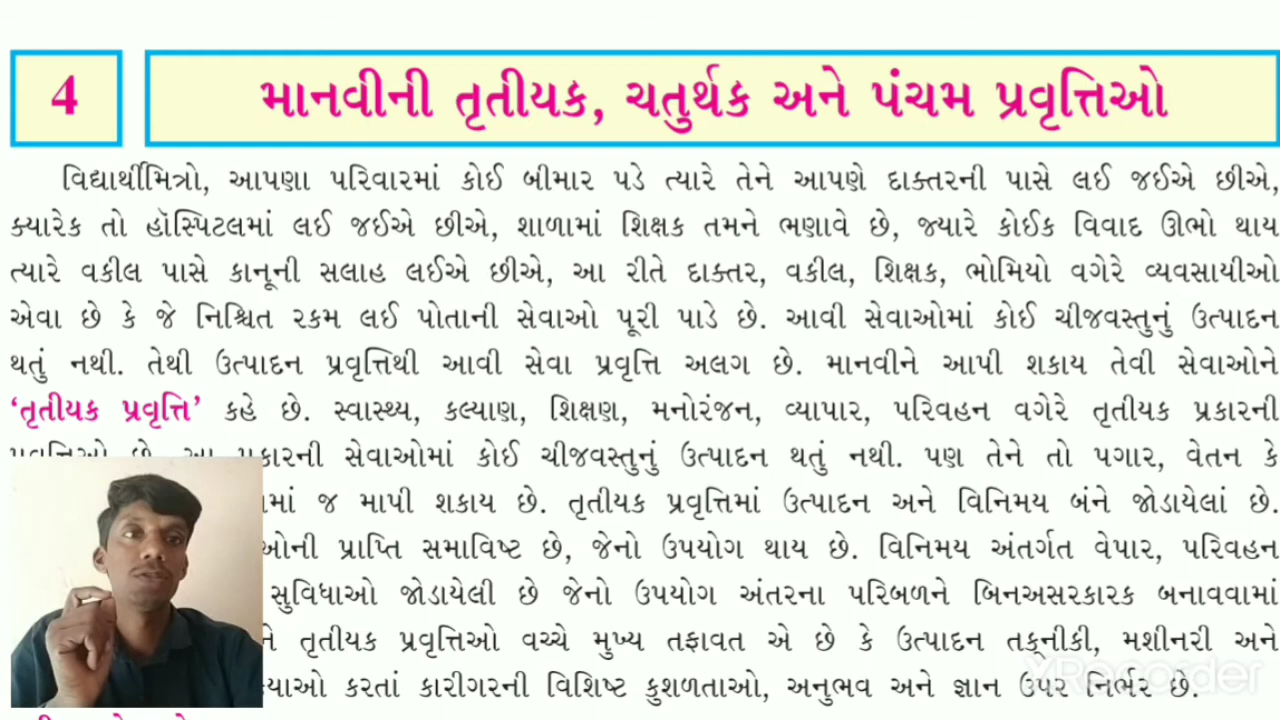 4
માનવીની તૃતીયક, ચતુર્થક અને પંચમ પ્રવૃત્તિઓ
વિદ્યાર્થીમિત્રો, આપણા પરિવારમાં કોઈ બીમાર પડે ત્યારે તેને આપણે દાક્તરની પાસે લઈ જઈએ છીએ,
ક્યારેક તો હૉસ્પિટલમાં લઈ જઈએ છીએ, શાળામાં શિક્ષક તમને ભણાવે છે, જ્યારે કોઈક વિવાદ ઊભો થાય
ત્યારે વકીલ પાસે કાનૂની સલાહ લઈએ છીએ, આ રીતે દાક્તર, વકીલ, શિક્ષક, ભોમિયો વગેરે વ્યવસાયીઓ
એવા છે કે જે નિશ્ચિત રકમ લઈ પોતાની સેવાઓ પૂરી પાડે છે. આવી સેવાઓમાં કોઈ ચીજવસ્તુનું ઉત્પાદન
થતું નથી. તેથી ઉત્પાદન પ્રવૃત્તિથી આવી સેવા પ્રવૃત્તિ અલગ છે. માનવીને આપી શકાય તેવી સેવાઓને
‘તૃતીયક પ્રવૃત્તિ’ કહે છે. સ્વાસ્થ્ય, કલ્યાણ, શિક્ષણ, મનોરંજન, વ્યાપાર, પરિવહન વગેરે તૃતીયક પ્રકારની
સેવાઓમાં કોઈ ચીજવસ્તુનું ઉત્પાદન થતું નથી. પણ તેને તો પગાર, વેતન કે
માં જ માપી શકાય છે. તૃતીયક પ્રવૃત્તિમાં ઉત્પાદન અને વિનિમય બંને જોડાયેલાં છે.
ઓની પ્રાપ્તિ સમાવિષ્ટ છે, જેનો ઉપયોગ થાય છે. વિનિમય અંતર્ગત વેપાર, પરિવહન
સુવિધાઓ જોડાયેલી છે જેનો ઉપયોગ અંતરના પરિબળને બિનઅસરકારક બનાવવામાં
તૃતીયક પ્રવૃત્તિઓ વચ્ચે મુખ્ય તફાવત એ છે કે ઉત્પાદન તક્નીકી, મશીનરી અને
યાઓ કરતાં કારીગરની વિશિષ્ટ કુશળતાઓ, અનુભવ અને જ્ઞાન ઉપર નિર્ભર છે.
XRecorder